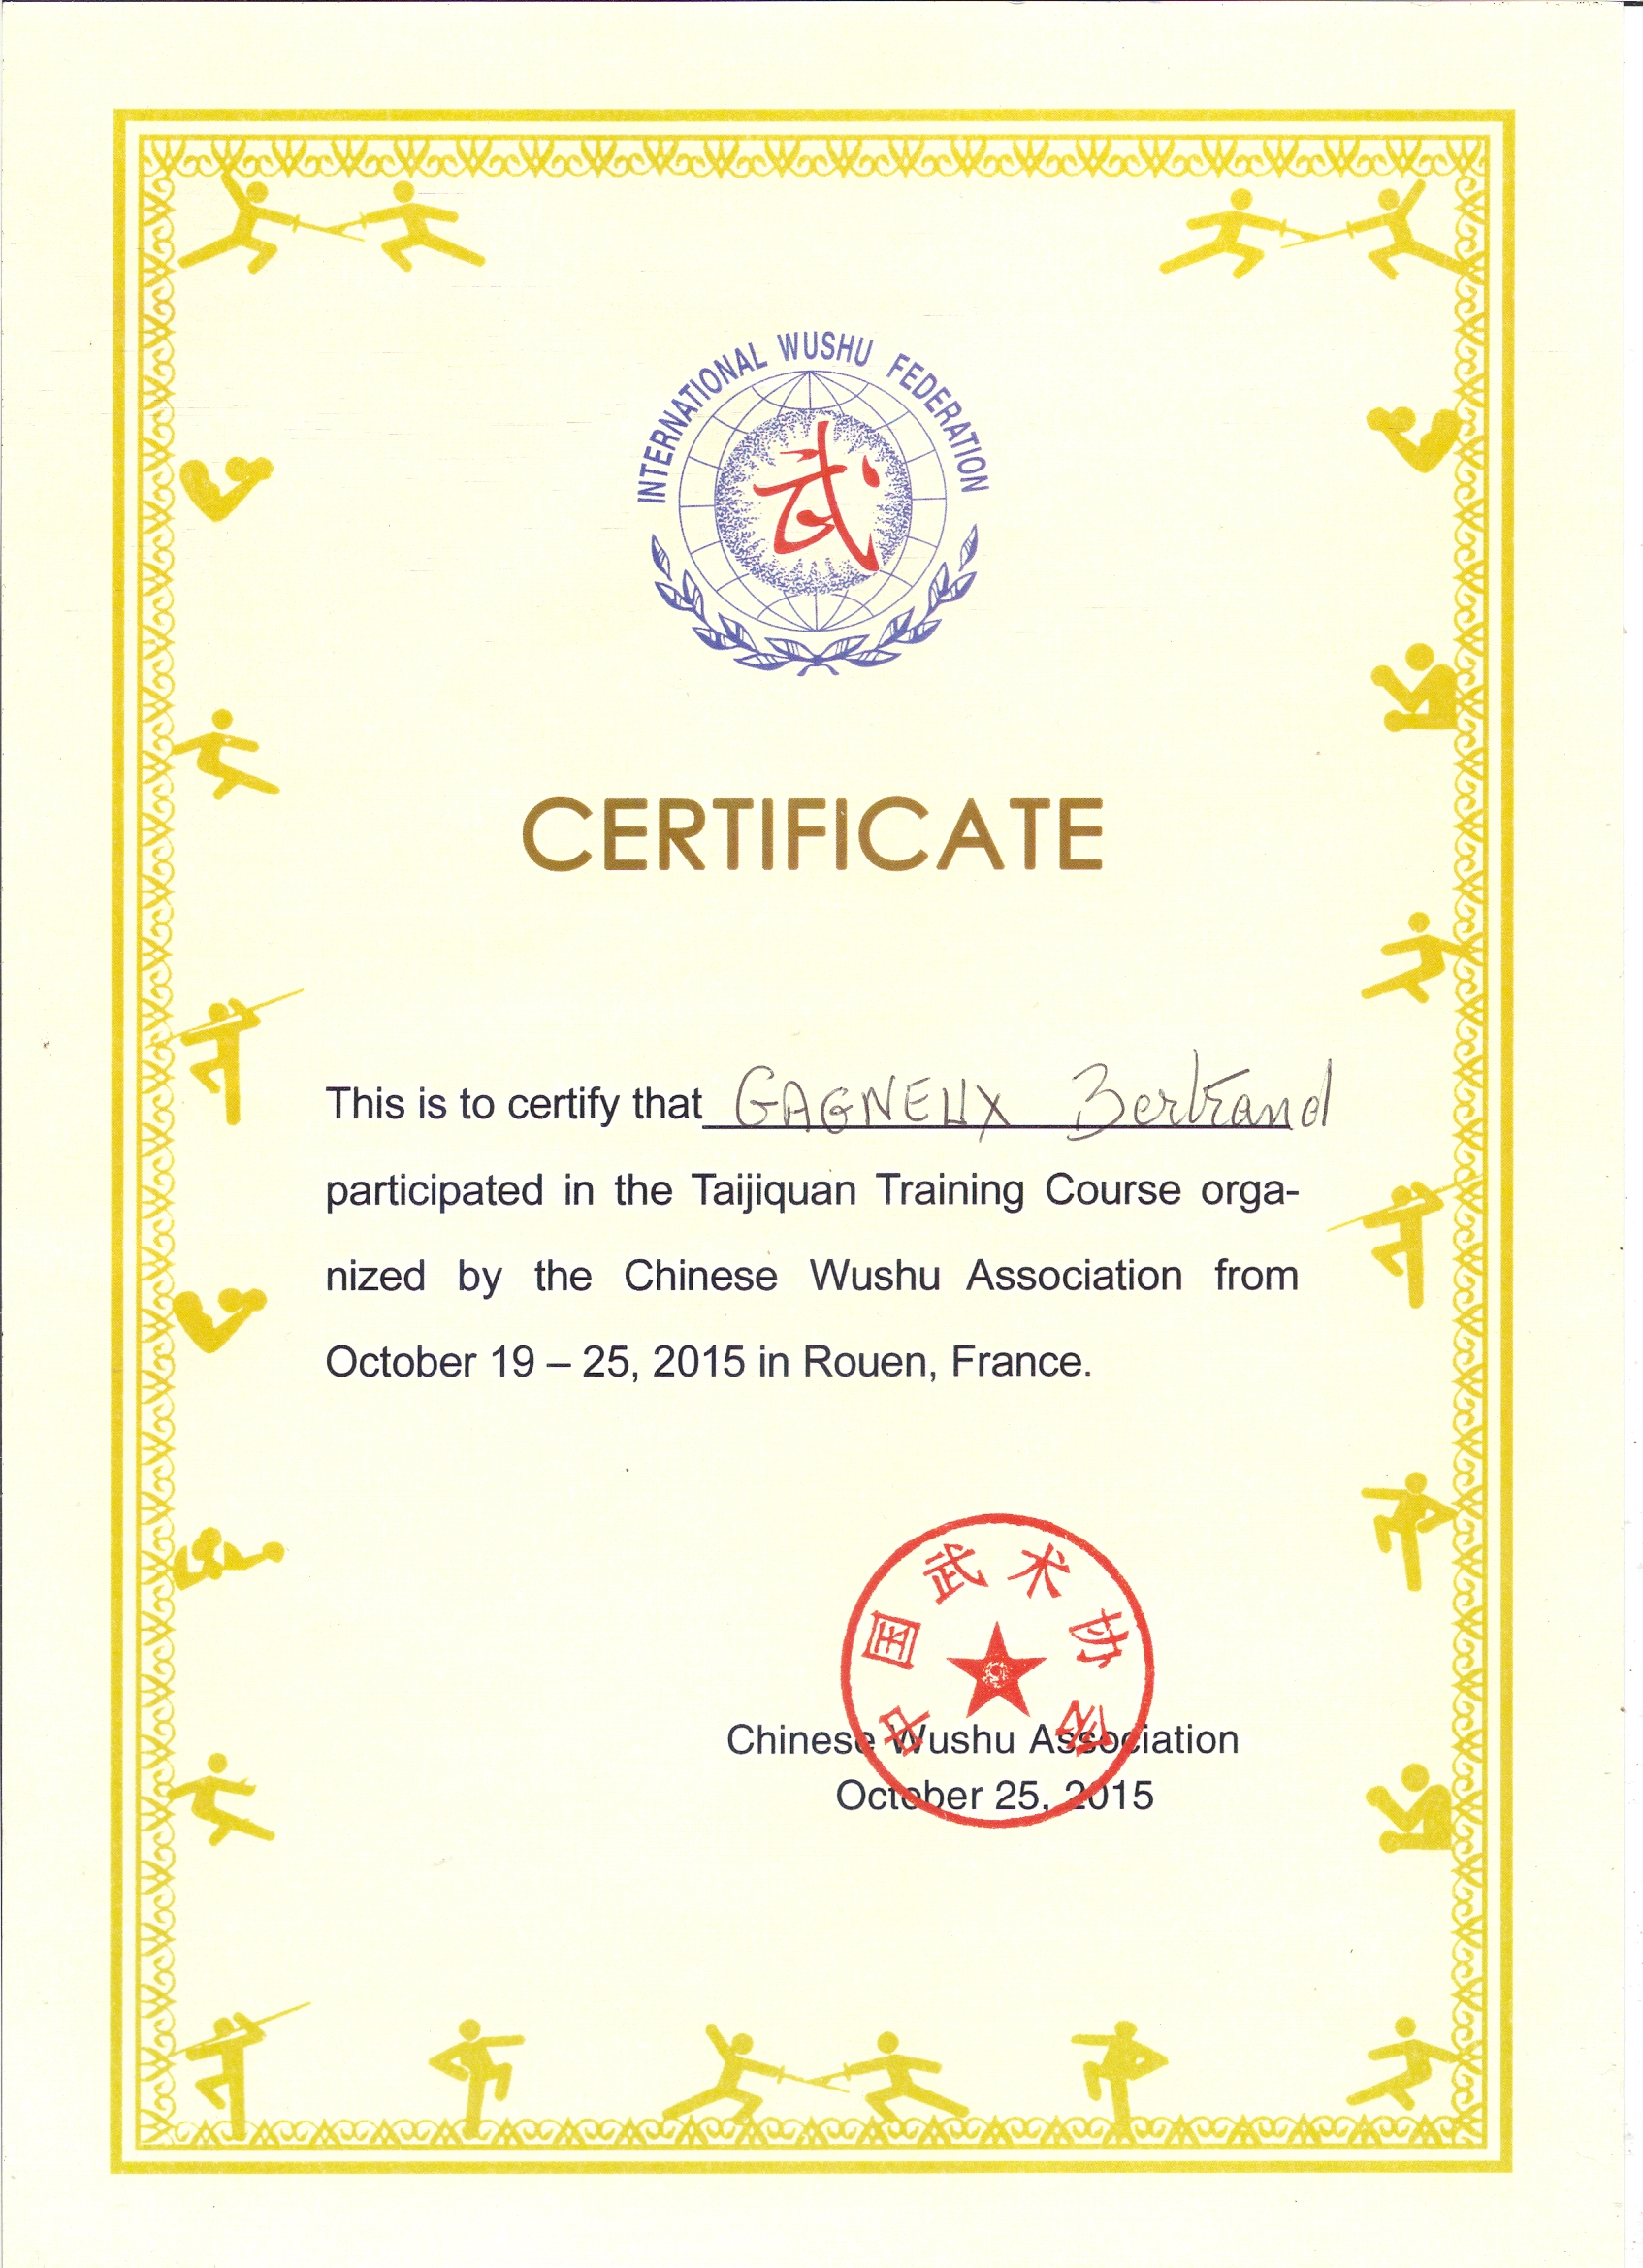 INTERNATIONAL WUSHU FEDERATION
武
CERTIFICATE
This is to certify that GAGNEUX Bertrand
participated in the Taijiquan Training Course orga-
nized by the Chinese Wushu Association from
October 19 – 25, 2015 in Rouen, France.
中国武术协会
Chinese Wushu Association
October 25, 2015